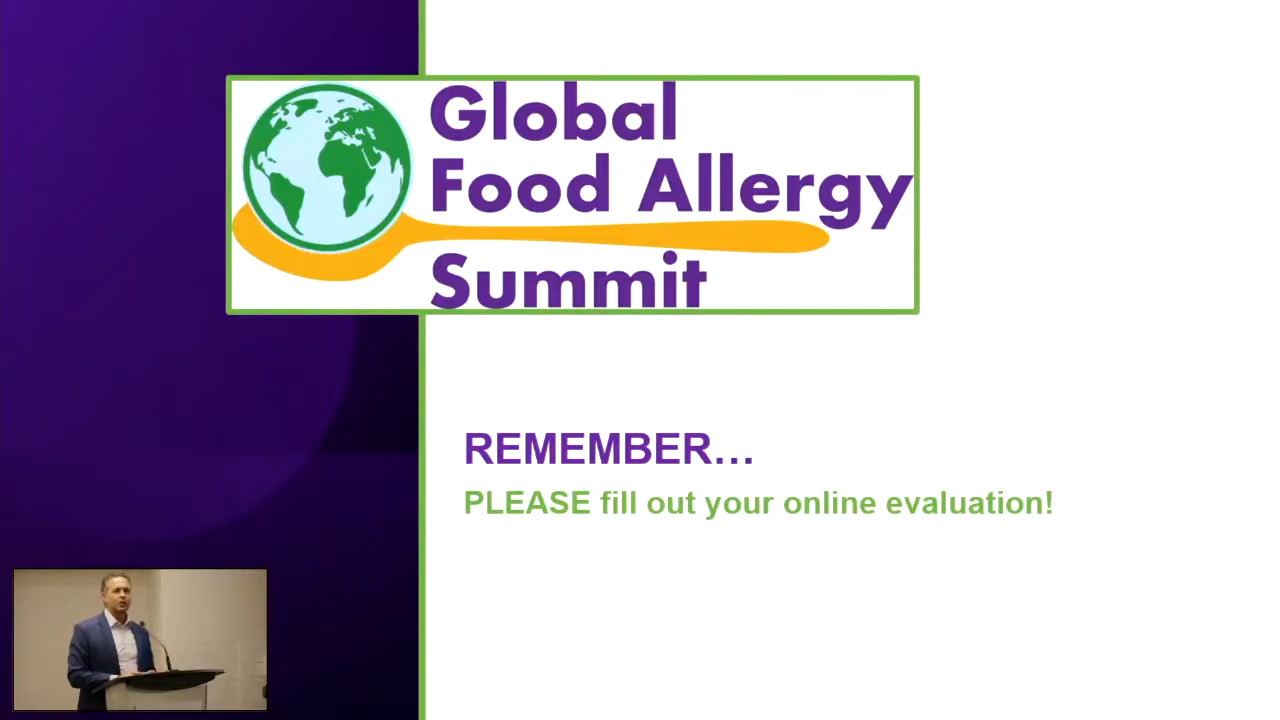 Global
Food Allergy
Summit
REMEMBER…
PLEASE fill out your online evaluation!